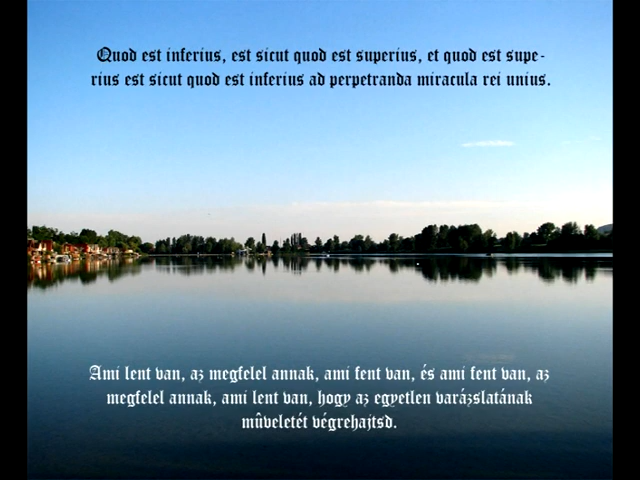 Quod est inferius, est sicut quod est superius, et quod est supe-
rius est sicut quod est inferius ad perpetranda miracula rei unius.
Ami lent van, az megfelel annak, ami fent van, és ami fent van, az
megfelel annak, ami lent van, hogy az egyetlen varázslatának
mûveletét végrehajtsd.